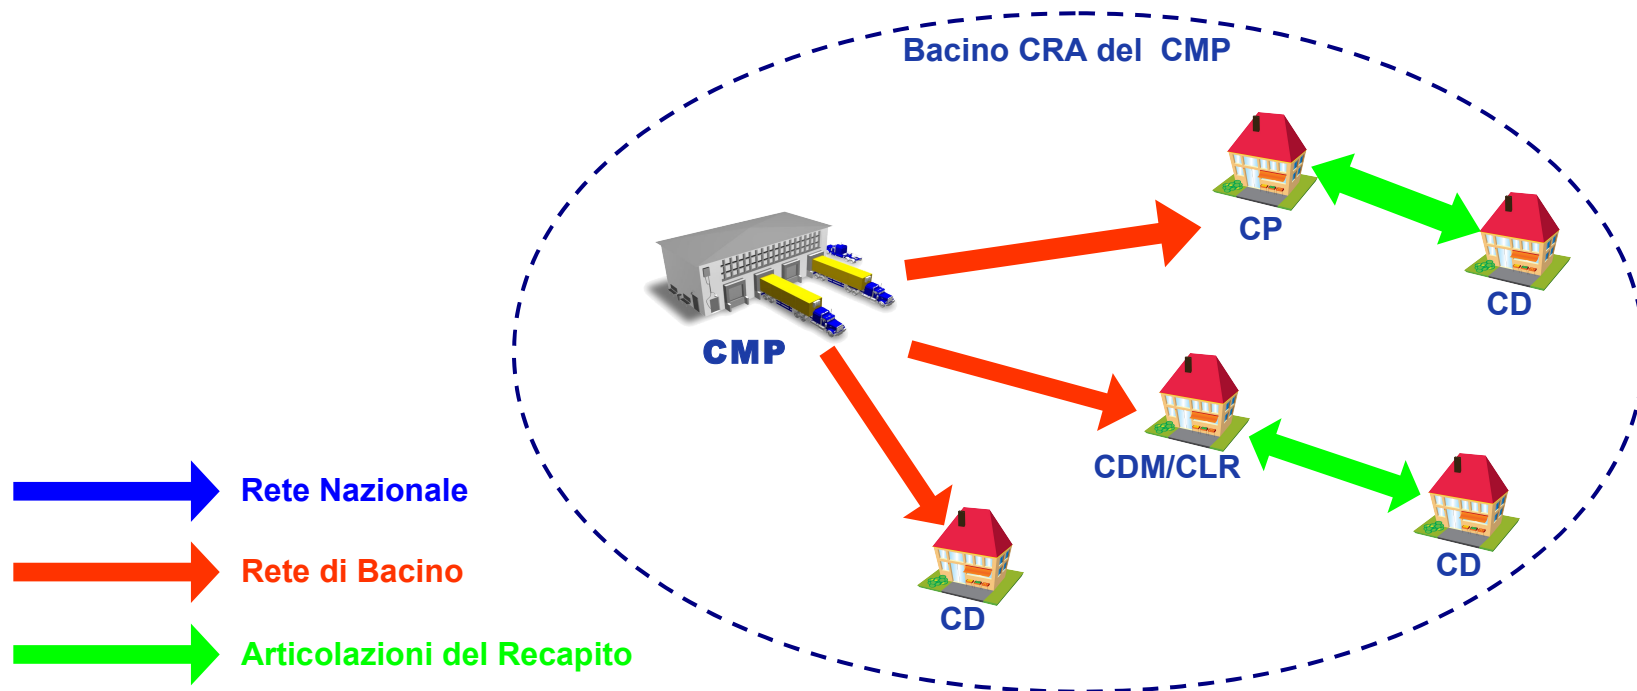 Bacino CRA del CMP
CP
CD
CMP
CDM/CLR
CD
CD
Rete Nazionale
Rete di Bacino
Articolazioni del Recapito